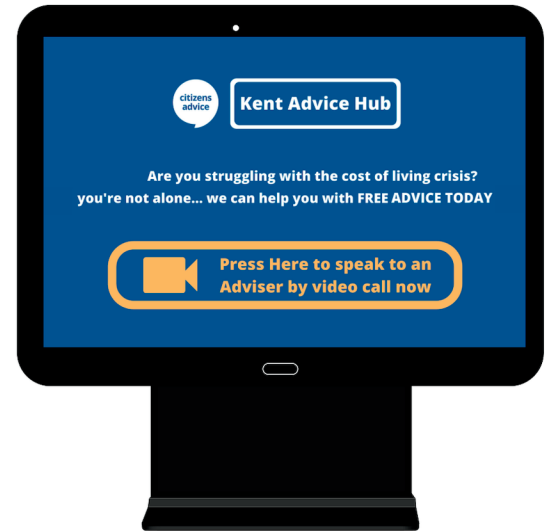 citizens
advice
Kent Advice Hub
Are you struggling with the cost of living crisis?
you're not alone... we can help you with FREE ADVICE TODAY
Press Here to speak to an
Adviser by video call now